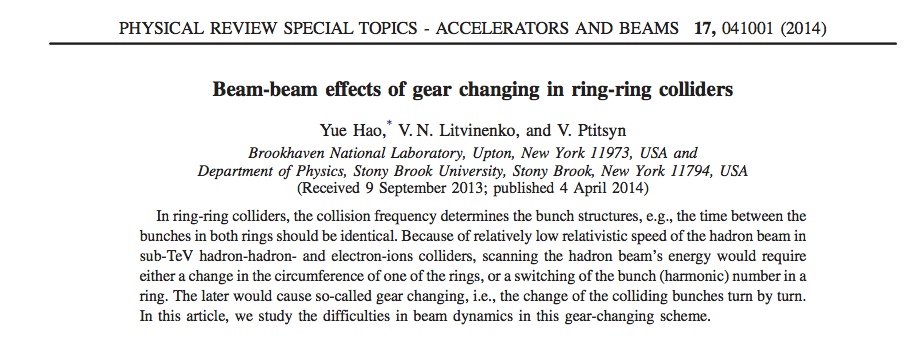 PHYSICAL REVIEW SPECIAL TOPICS - ACCELERATORS AND BEAMS 17, 041001 (2014)
Beam-beam effects of gear changing in ring-ring colliders
Yue Hao,* V. N. Litvinenko, and V. Ptitsyn
Brookhaven National Laboratory, Upton, New York 11973, USA and
Department of Physics, Stony Brook University, Stony Brook, New York 11794, USA
(Received 9 September 2013; published 4 April 2014)
In ring-ring colliders, the collision frequency determines the bunch structures, e.g., the time between the
bunches in both rings should be identical. Because of relatively low relativistic speed of the hadron beam in
sub-TeV hadron-hadron- and electron-ions colliders, scanning the hadron beam's energy would require
either a change in the circumference of one of the rings, or a switching of the bunch (harmonic) number in a
ring. The later would cause so-called gear changing, i.e., the change of the colliding bunches turn by turn.
In this article, we study the difficulties in beam dynamics in this gear-changing scheme.